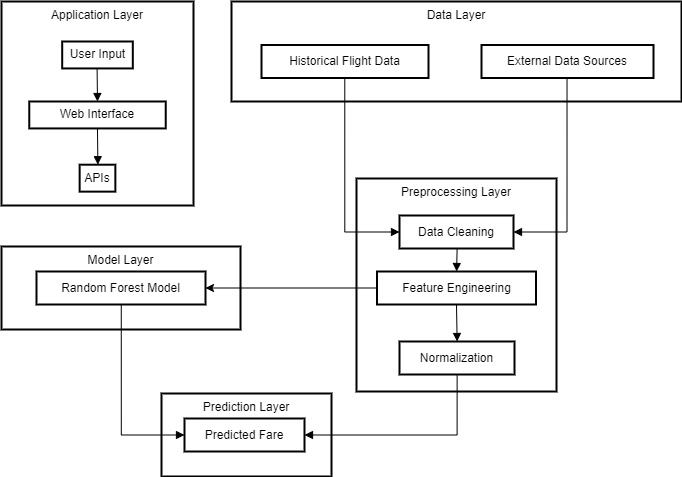 Application Layer
User Input
Web Interface
APIs
Data Layer
Historical Flight Data
External Data Sources
Preprocessing Layer
Data Cleaning
Feature Engineering
Normalization
Model Layer
Random Forest Model
Prediction Layer
Predicted Fare